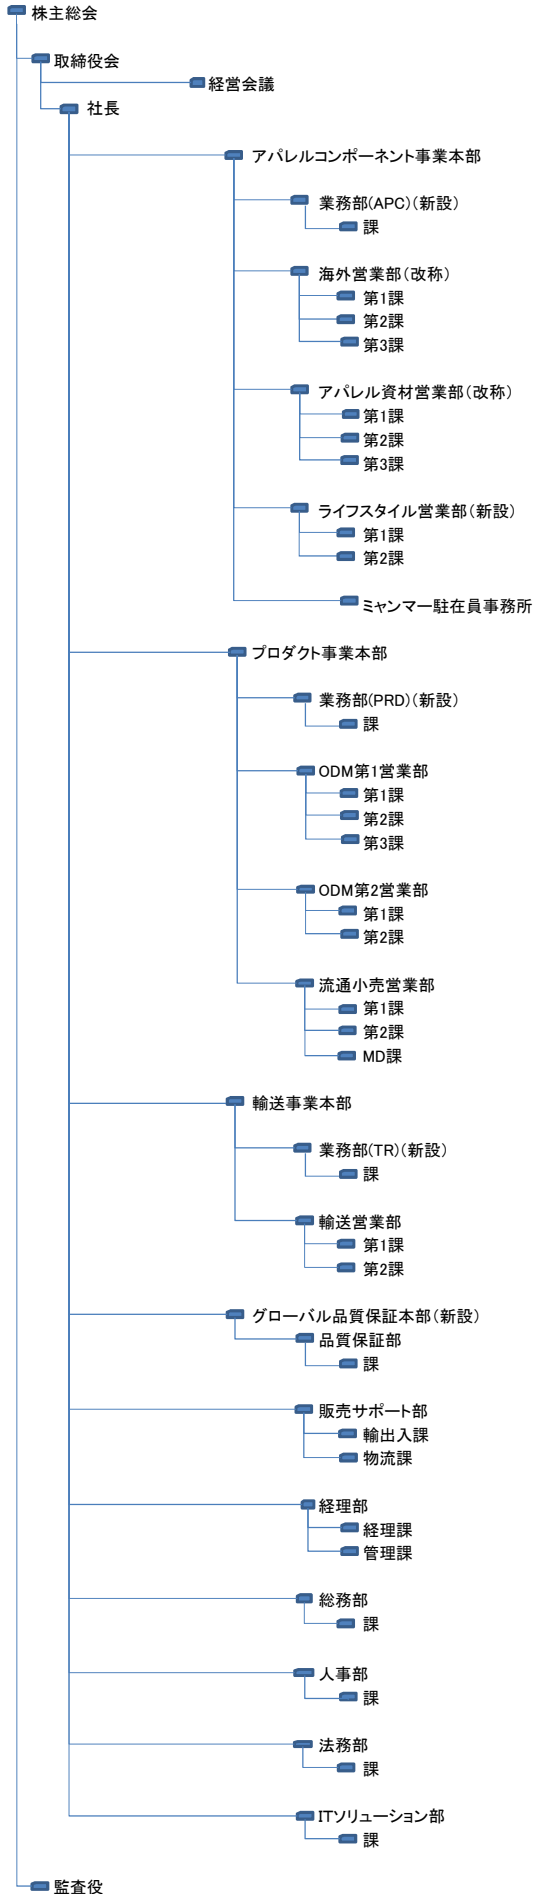 株主総会
取締役会
経営会議
社長
アパレルコンポーネント事業本部
業務部(APC)(新設)
課
海外営業部(改称)
第1課
第2課
第3課
アパレル資材営業部(改称)
第1課
第2課
第3課
ライフスタイル営業部(新設)
第1課
第2課
ミャンマー駐在員事務所
プロダクト事業本部
業務部(PRD)(新設)
課
ODM第1営業部
第1課
第2課
第3課
ODM第2営業部
第1課
第2課
流通小売営業部
第1課
第2課
MD課
輸送事業本部
業務部(TR)(新設)
課
輸送営業部
第1課
第2課
グローバル品質保証本部(新設)
品質保証部
課
販売サポート部
輸出入課
物流課
経理部
経理課
管理課
総務部
課
人事部
課
法務部
課
ITソリューション部
課
監査役